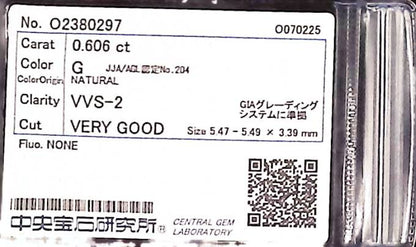 No. O2380297 O070225
Carat 0.606 ct
Color G JJA/AGL認定No.204
ColorOrigin NATURAL
Clarity VVS-2 GIAグレーディングシステムに準拠
Cut VERY GOOD Size 5.47 - 5.49 × 3.39 mm
Fluo. NONE
中央宝石研究所® CENTRAL GEM LABORATORY